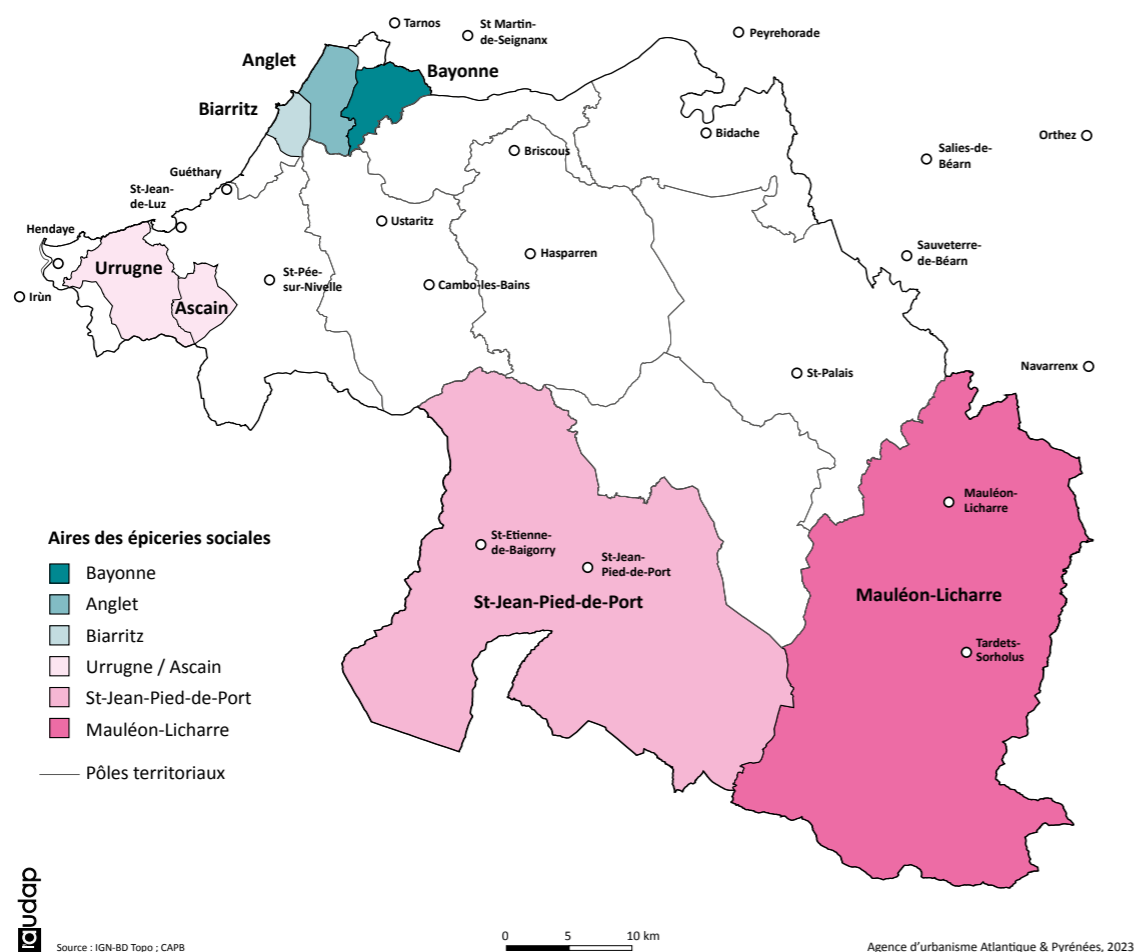 Tarnos
St Martin-
de-Seignanx
Peyrehorade
Anglet
Bayonne
Biarritz
Bidache
Orthez
Briscous
Salies-de-
Béarn
Guéthary
St-Jean-
de-Luz
Ustaritz
Hendaye
Hasparren
Sauveterre-
de-Béarn
Urrugne
St-Pée-
sur-Nivelle
Cambo-les-Bains
Irùn
Ascain
St-Palais
Navarrenx
Mauléon-
Licharre
St-Etienne-
de-Baigorry
St-Jean-
Pied-de-Port
St-Jean-Pied-de-Port
Mauléon-Licharre
Tardets-
Sorholus
Aires des épiceries sociales
Bayonne
Anglet
Biarritz
Urrugne / Ascain
St-Jean-Pied-de-Port
Mauléon-Licharre
Pôles territoriaux
audap
Source : IGN-BD Topo ; CAPB
0 5 10 km
Agence d'urbanisme Atlantique & Pyrénées, 2023